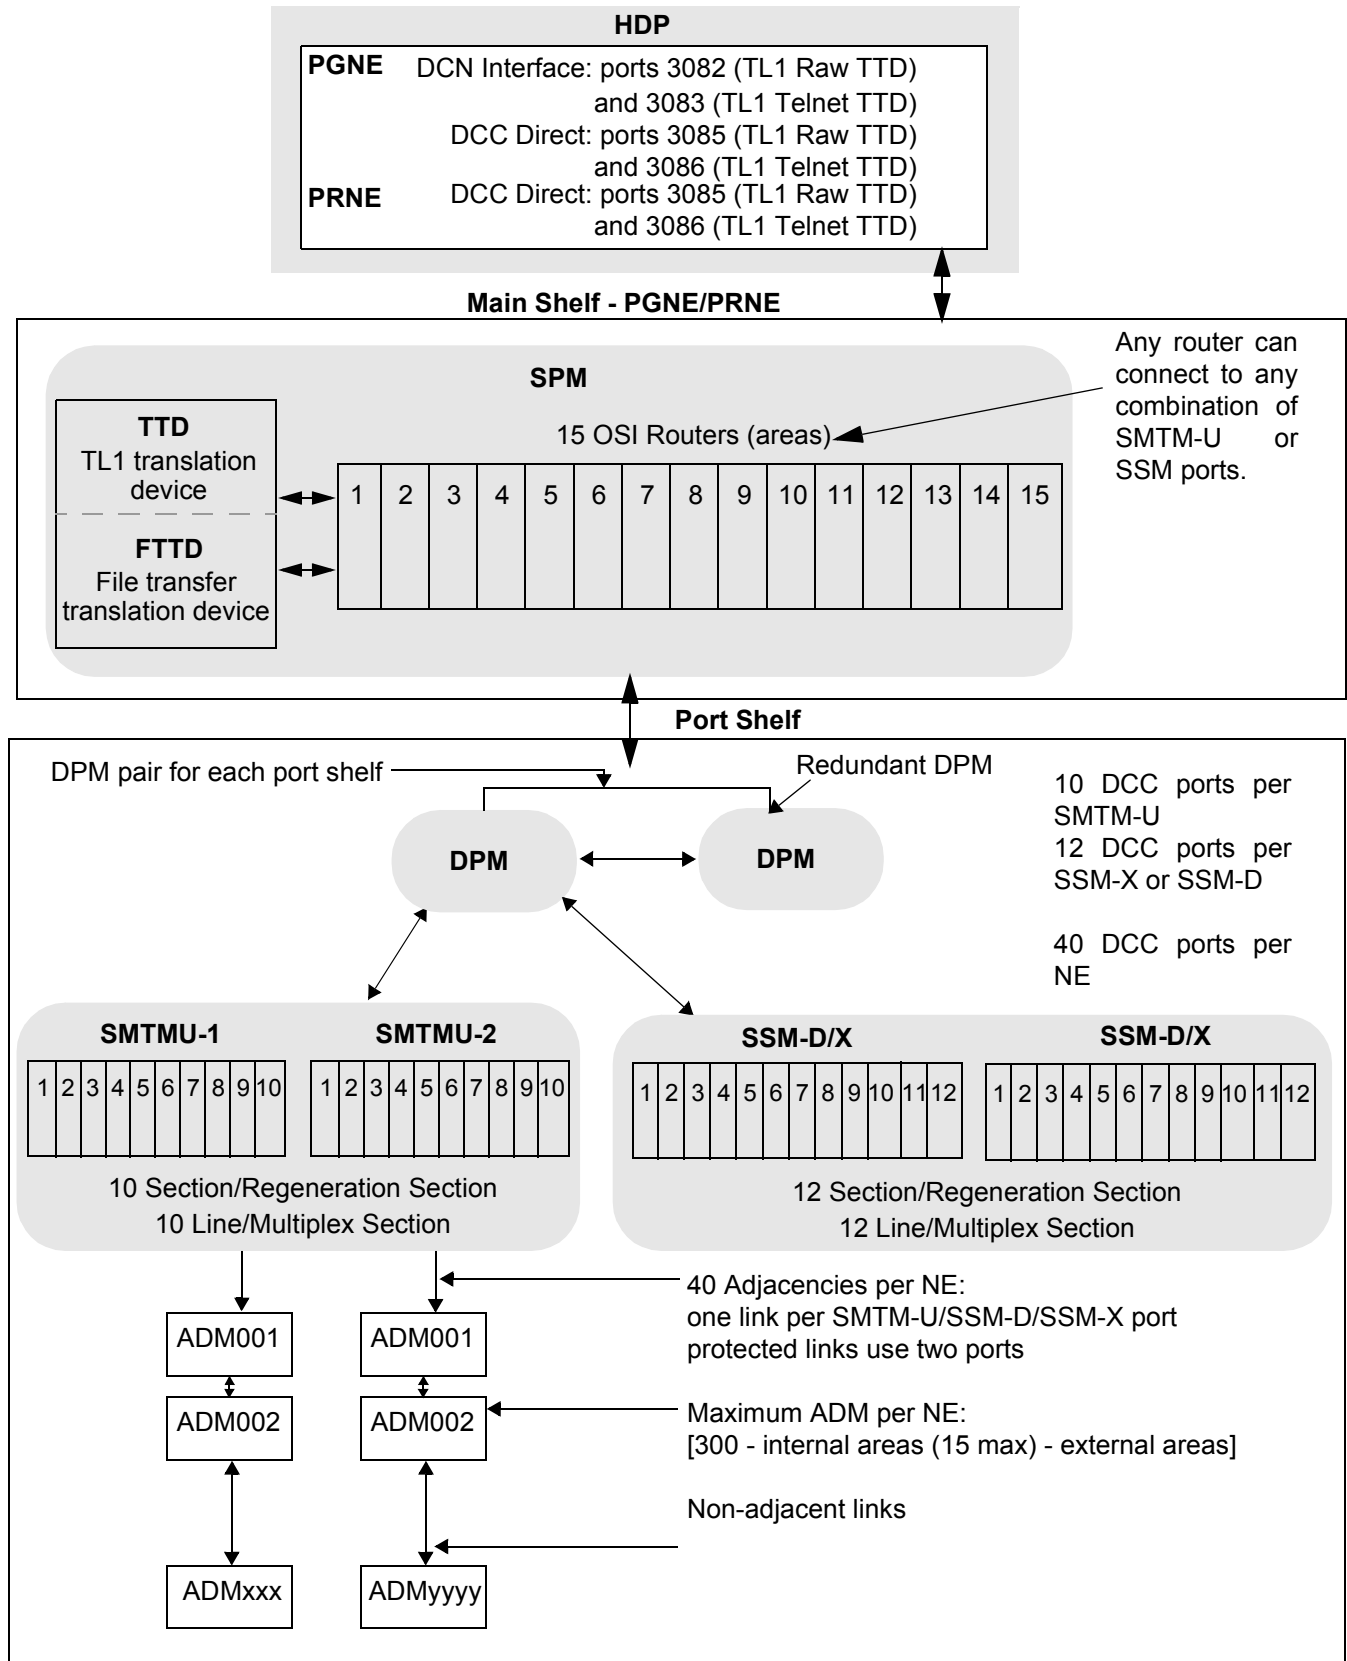 HDP
PGNE DCN Interface: ports 3082 (TL1 Raw TTD)
and 3083 (TL1 Telnet TTD)
DCC Direct: ports 3085 (TL1 Raw TTD)
and 3086 (TL1 Telnet TTD)
PRNE DCC Direct: ports 3085 (TL1 Raw TTD)
and 3086 (TL1 Telnet TTD)
Main Shelf - PGNE/PRNE
Any router can
connect to any
combination of
SMTM-U or
SSM ports.
SPM
15 OSI Routers (areas)
TTD
TL1 translation
device
FTTD
File transfer
translation device
1 2 3 4 5 6 7 8 9 10 11 12 13 14 15
Port Shelf
DPM pair for each port shelf
Redundant DPM
10 DCC ports per
SMTM-U
12 DCC ports per
SSM-X or SSM-D
40 DCC ports per
NE
DPM
DPM
SMTMU-1
SMTMU-2
1 2 3 4 5 6 7 8 9 10
1 2 3 4 5 6 7 8 9 10
10 Section/Regeneration Section
10 Line/Multiplex Section
SSM-D/X
SSM-D/X
1 2 3 4 5 6 7 8 9 10 11 12
1 2 3 4 5 6 7 8 9 10 11 12
12 Section/Regeneration Section
12 Line/Multiplex Section
ADM001
ADM001
40 Adjacencies per NE:
one link per SMTM-U/SSM-D/SSM-X port
protected links use two ports
ADM002
ADM002
Maximum ADM per NE:
[300 - internal areas (15 max) - external areas]
Non-adjacent links
ADMxxx
ADMyyyy